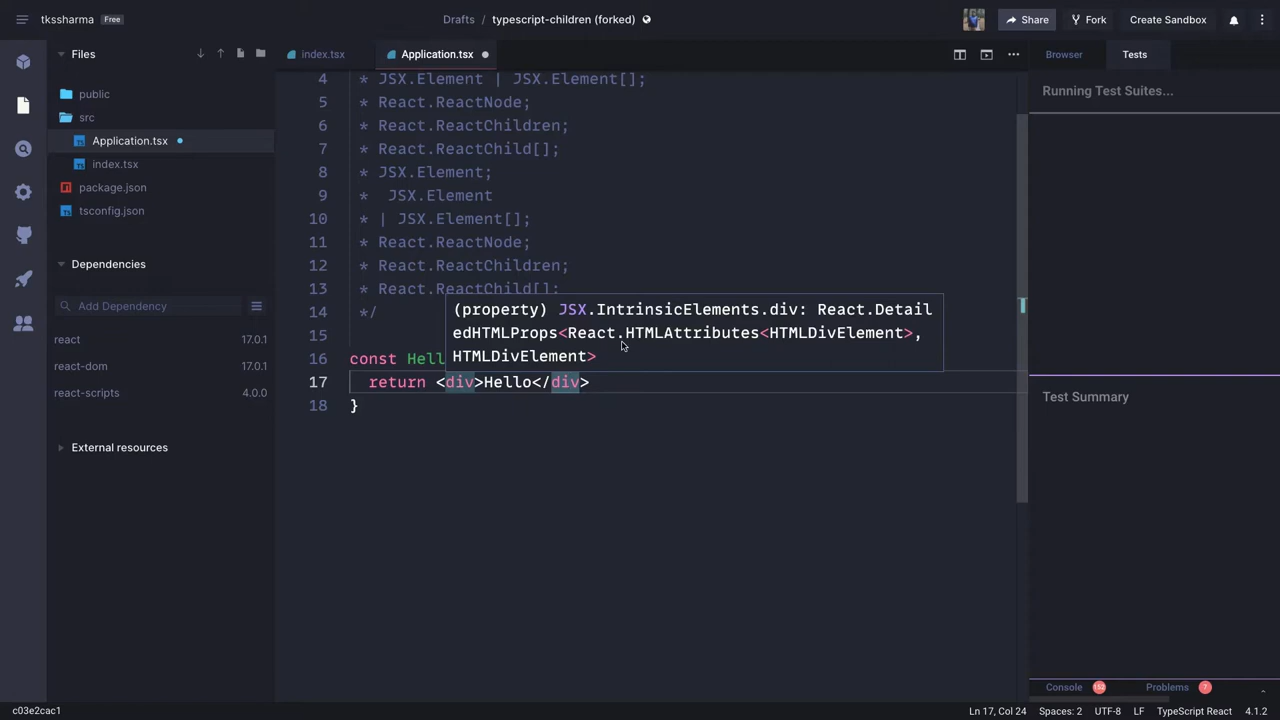 tkssharma Free
Drafts / typescript-children (forked)
Share
Fork
Create Sandbox
Files
public
src
Application.tsx
index.tsx
package.json
tsconfig.json
Dependencies
Add Dependency
react 17.0.1
react-dom 17.0.1
react-scripts 4.0.0
External resources
c03e2cac1
index.tsx
Application.tsx
4 * JSX.Element | JSX.Element[];
5 * React.ReactNode;
6 * React.ReactChildren;
7 * React.ReactChild[];
8 * JSX.Element;
9 * JSX.Element
10 * | JSX.Element[];
11 * React.ReactNode;
12 * React.ReactChildren;
13 * React.ReactChild[];
14 */
15
16 const Hell
17 return <div>Hello</div>
18 }
(property) JSX.IntrinsicElements.div: React.Detail
edHTMLProps<React.HTMLAttributes<HTMLDivElement>,
HTMLDivElement>
Browser
Tests
Running Test Suites...
Test Summary
Console 152
Problems 7
Ln 17, Col 24
Spaces: 2
UTF-8
LF
TypeScript React
4.1.2